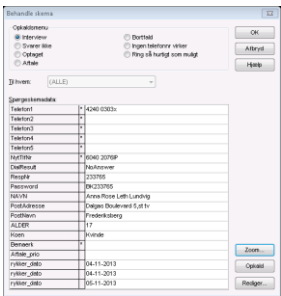 Behandle skema
Opkaldsmenu
Interview
Bortfald
Svarer ikke
Ingen telefonnr virker
Optaget
Ring så hurtigt som muligt
Aftale
OK
Afbryd
Hjælp
Til hvem: (ALLE)
Spørgeskemadata:
Telefon1 * 4240 0303x
Telefon2 *
Telefon3 *
Telefon4 *
Telefon5 *
NytTlfNr * 6040 2076IP
DialResult NoAnswer
RespNr 233765
Password BK233765
NAVN Anna Rose Leth Lundvig
PostAdresse Dalgas Boulevard 5,st tv
PostNavn Frederiksberg
ALDER 17
Koen Kvinde
Bemaerk *
Aftale_prio
rykker_dato 04-11-2013
rykker_dato 04-11-2013
rykker_dato 05-11-2013
Zoom...
Opkald
Rediger...